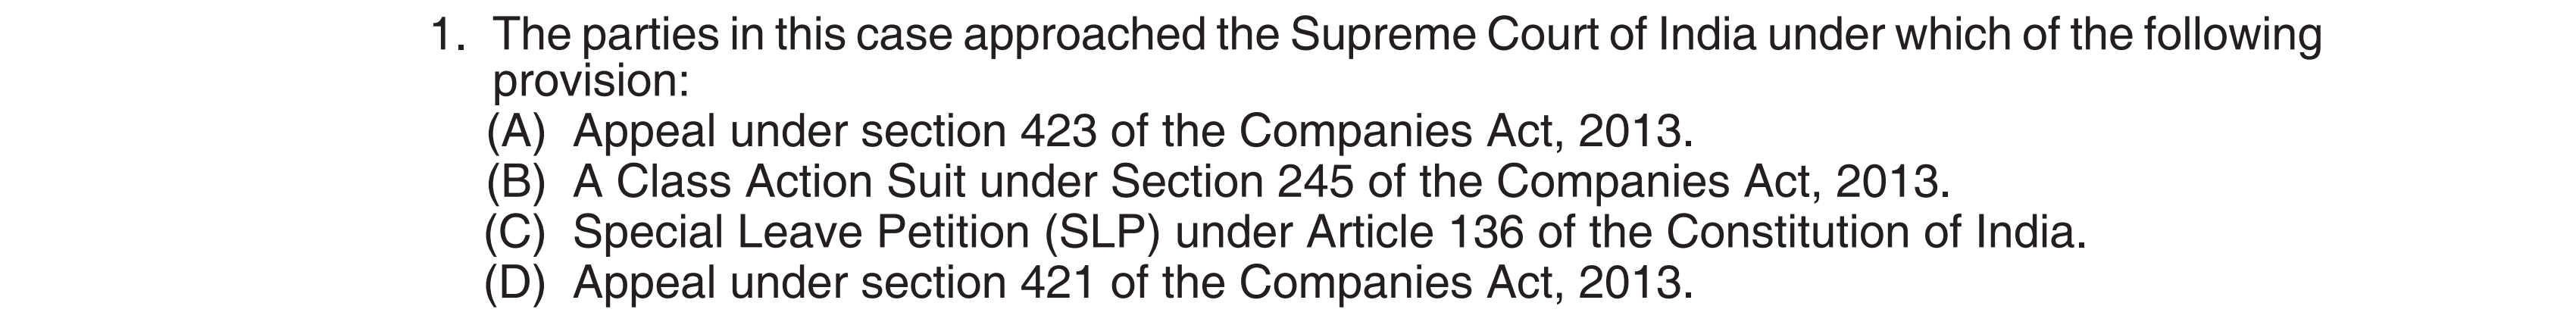 1. The parties in this case approached the Supreme Court of India under which of the following
provision:
(A) Appeal under section 423 of the Companies Act, 2013.
(B) A Class Action Suit under Section 245 of the Companies Act, 2013.
(C) Special Leave Petition (SLP) under Article 136 of the Constitution of India.
(D) Appeal under section 421 of the Companies Act, 2013.